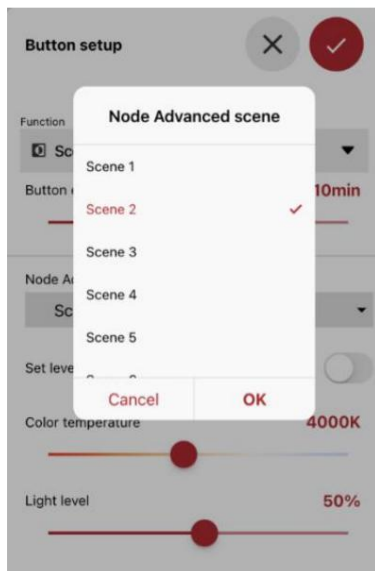 Button setup
Function
Node Advanced scene
Scene 1
Button
10min
Scene 2
Scene 3
Node
Scene 4
Scene 5
Set
Cancel
OK
Color temperature
4000K
Light level
50%